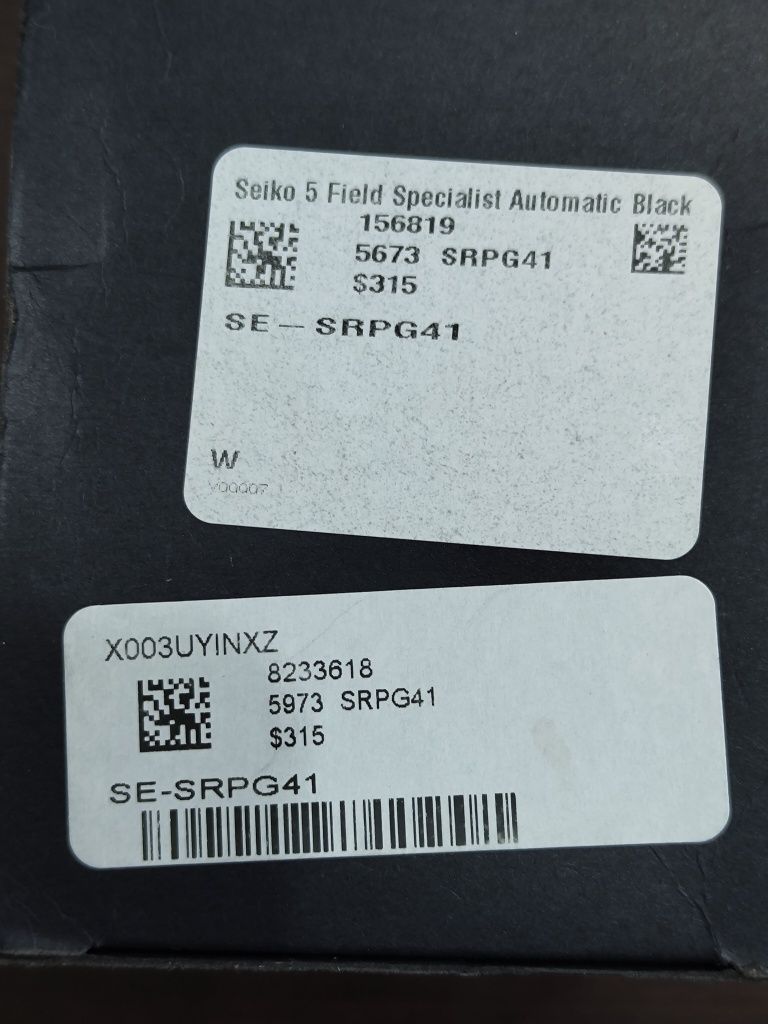 Seiko 5 Field Specialist Automatic Black
156819
5673 SRPG41
$315
SE - SRPG41
W
V00007
X003UYINXZ
8233618
5973 SRPG41
$315
SE-SRPG41